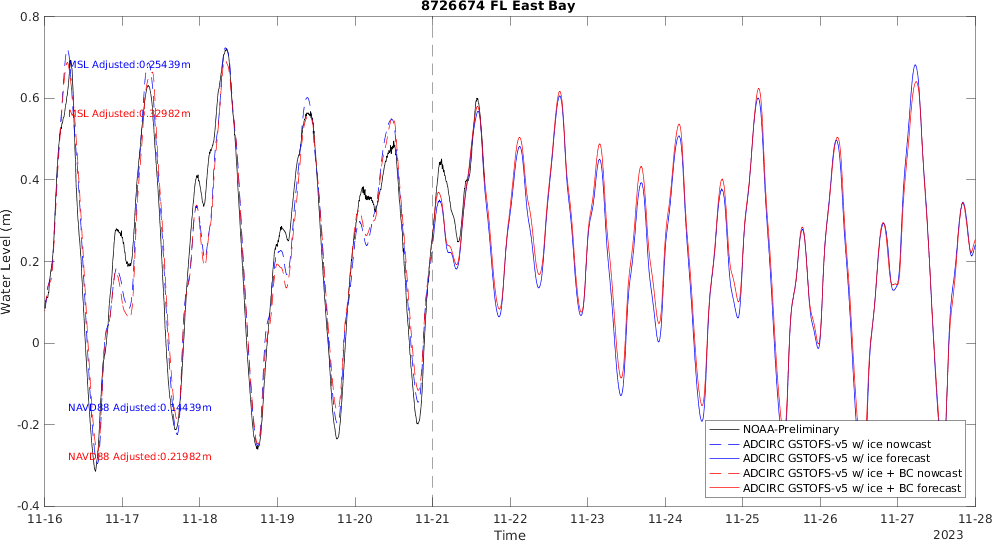 8726674 FL East Bay
0.8
0.6
0.4
0.2
0
-0.2
-0.4
Water Level (m)
MSL Adjusted:0.25439m
MSL Adjusted:0.32982m
NAVD88 Adjusted:0.14439m
NAVD88 Adjusted:0.21982m
NOAA-Preliminary
ADCIRC GSTOFS-v5 w/ ice nowcast
ADCIRC GSTOFS-v5 w/ ice forecast
ADCIRC GSTOFS-v5 w/ ice + BC nowcast
ADCIRC GSTOFS-v5 w/ ice + BC forecast
11-16 11-17 11-18 11-19 11-20 11-21 11-22 11-23 11-24 11-25 11-26 11-27 11-28
Time
2023